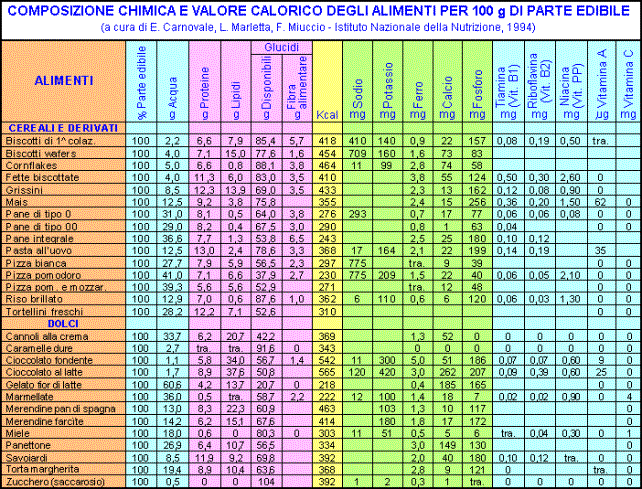 COMPOSIZIONE CHIMICA E VALORE CALORICO DEGLI ALIMENTI PER 100 g DI PARTE EDIBILE
(a cura di E. Carnovale, L. Marletta, F. Miuccio - Istituto Nazionale della Nutrizione, 1994)
ALIMENTI % Parte edibile g Acqua g Proteine g Lipidi Glucidi g Disponibili g Fibra alimentare Kcal Sodio mg Potassio mg Ferro mg Calcio mg Fosforo mg Tiamina (Vit. B1) mg Riboflavina (Vit. B2) mg Niacina (Vit. PP) mg Vitamina A µg Vitamina C mg
CEREALI E DERIVATI
Biscotti di 1^ colaz. 100 2,2 6,6 7,9 85,4 5,7 418 410 140 0,9 22 157 0,08 0,19 0,50 tra. 0
Biscotti wafers 100 4,0 7,1 15,0 77,6 1,6 454 709 160 1,6 73 83
Cornflakes 100 5,0 6,6 0,8 88,1 3,8 464 11 99 2,8 74 58
Fette biscottate 100 4,0 11,3 6,0 83,0 3,5 410 3,8 55 124 0,50 0,30 2,60 0
Grissini 100 8,5 12,3 13,9 69,0 3,5 433 2,3 13 162 0,12 0,08 0,90 0
Mais 100 12,5 9,2 3,8 75,8 355 2,4 15 256 0,36 0,20 1,50 62 0
Pane di tipo 0 100 31,0 8,1 0,5 64,0 3,8 276 293 0,7 17 77 0,06 0,06 0,08 0 0
Pane di tipo 00 100 29,0 8,2 0,4 67,5 3,0 290 0,8 1 63 0,04 0 0
Pane integrale 100 36,6 7,7 1,3 53,8 6,5 243 2,5 25 180 0,10 0,12
Pasta all'uovo 100 12,5 13,0 2,4 78,6 3,3 368 17 164 2,1 22 199 0,14 0,19 35
Pizza bianca 100 27,7 7,9 5,9 56,5 2,1 297 775 tra. 9 39 0 0
Pizza pomodoro 100 41,0 7,1 6,1 37,9 2,7 230 775 209 1,5 22 40 0,06 0,05 2,10 0 0
Pizza pom. e mozzar. 100 39,3 5,6 5,6 52,9 271 tra. 12 48 0 0
Riso brillato 100 12,9 7,0 0,6 87,6 1,0 362 6 110 0,6 6 120 0,06 0,03 1,30 0 0
Tortellini freschi 100 28,2 12,2 7,1 52,6 310 0 0
DOLCI
Cannoli alla crema 100 33,7 6,2 20,7 42,2 369 1,3 52 0
Caramelle dure 100 2,7 tra. tra. 91,6 0 343 0 0 0 0
Cioccolato fondente 100 1,1 5,8 34,0 56,7 1,4 542 11 300 5,0 51 186 0,07 0,07 0,60 9 0
Cioccolato al latte 100 1,7 8,9 37,6 50,8 565 120 420 3,0 262 207 0,09 0,39 0,60 25 0
Gelato fior di latte 100 60,6 4,2 13,7 20,7 0 218 0,4 185 165 0
Marmellate 100 36,0 0,5 tra. 58,7 2,2 222 12 100 1,4 18 7 0,02 0,02 0,90 0 4
Merendine pan di spagna 100 13,0 8,3 22,3 60,9 463 103 1,3 10 117 0
Merendine farcite 100 14,2 6,2 15,1 67,6 414 180 1,8 17 172 0
Miele 100 18,0 0,6 0 80,3 0 303 11 51 0,5 5 6 tra. 0,04 0,30 0 1
Panettone 100 26,9 6,4 10,7 56,5 334 3,0 149 130 0
Savoiardi 100 8,5 11,9 9,2 69,8 392 2,0 40 180 0,10 0,12 tra. 0
Torta margherita 100 19,4 8,9 10,4 63,6 368 2,8 9 121 tra. 0
Zucchero (saccarosio) 100 0,5 0 0 104 392 1 2 0,3 1 tra. 0 0 0 0 0